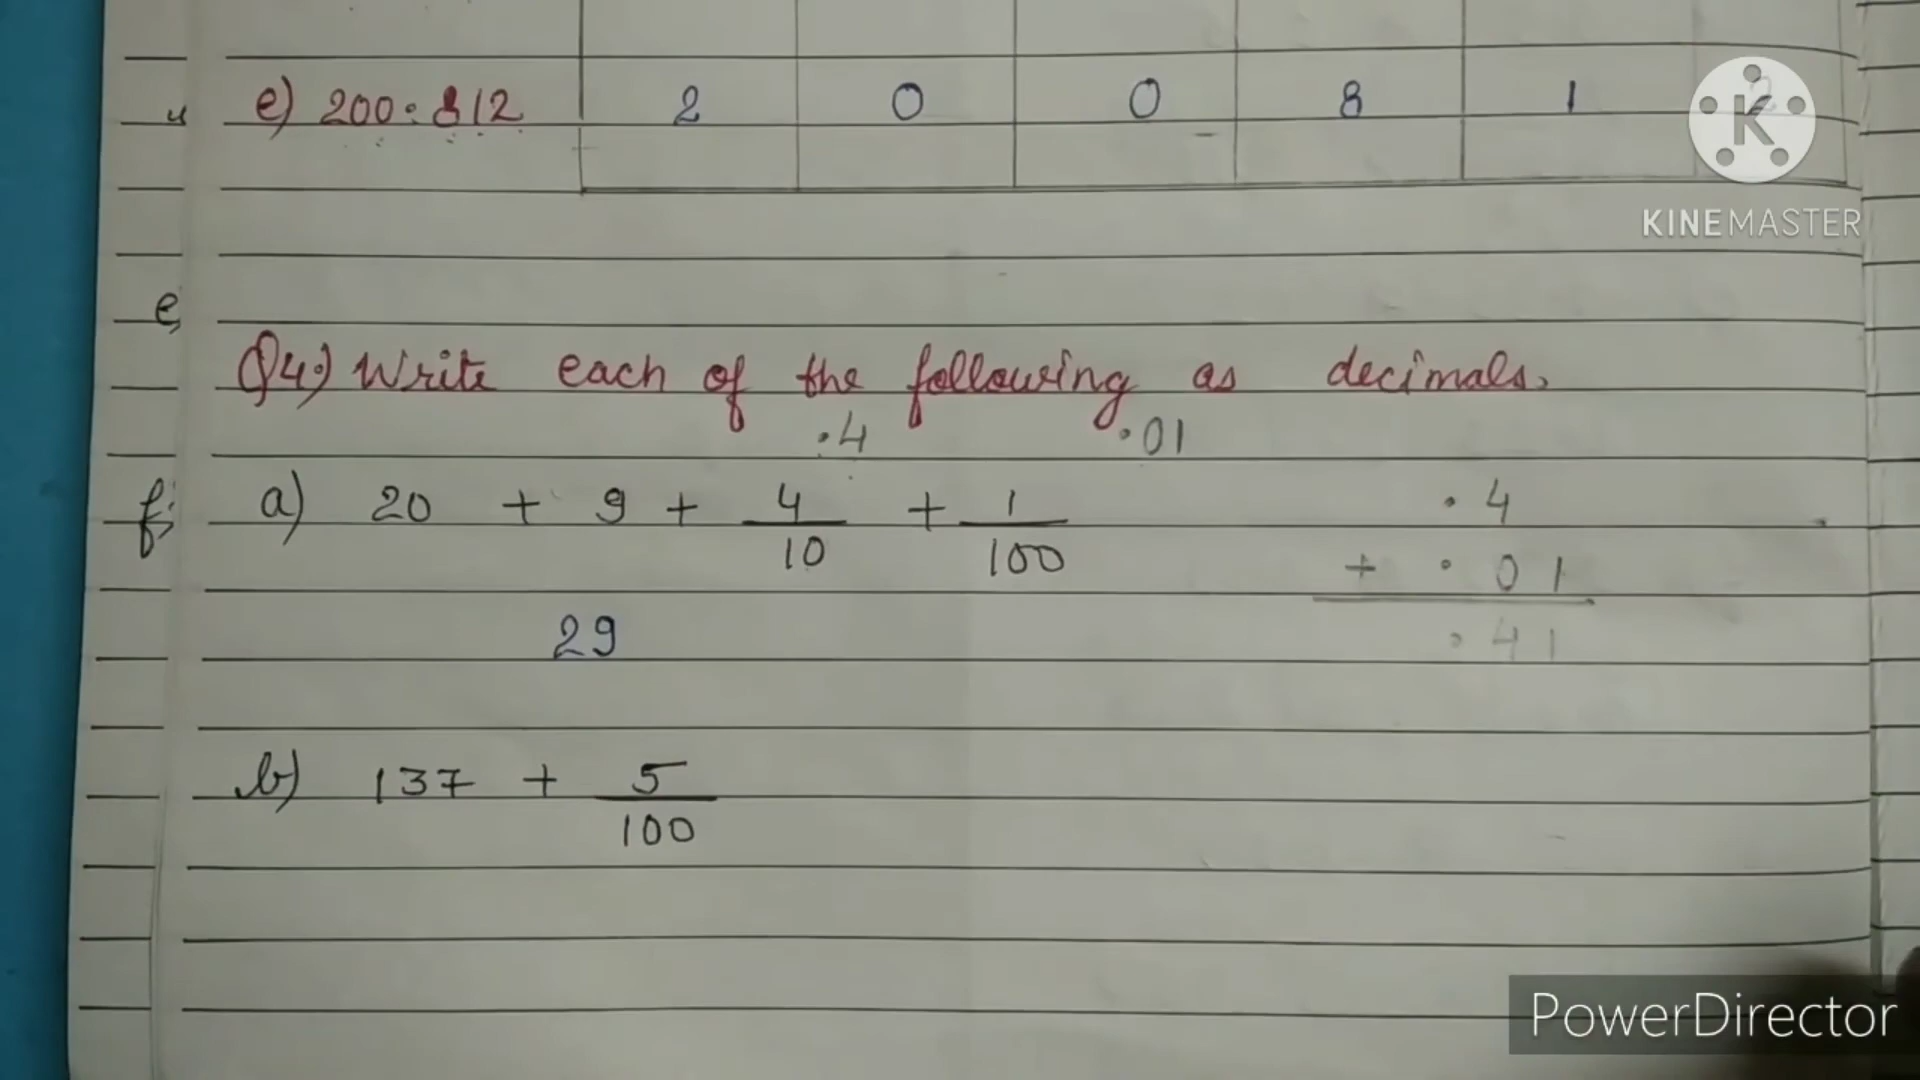 e) 200.812 2 0 0 8 1
KINEMASTER
e,
Q4.) Write each of the following as decimals.
.4 .01
f, a) 20 + 9 + 4/10 + 1/100 .4
+ .01
29 .41
b) 137 + 5/100
PowerDirector